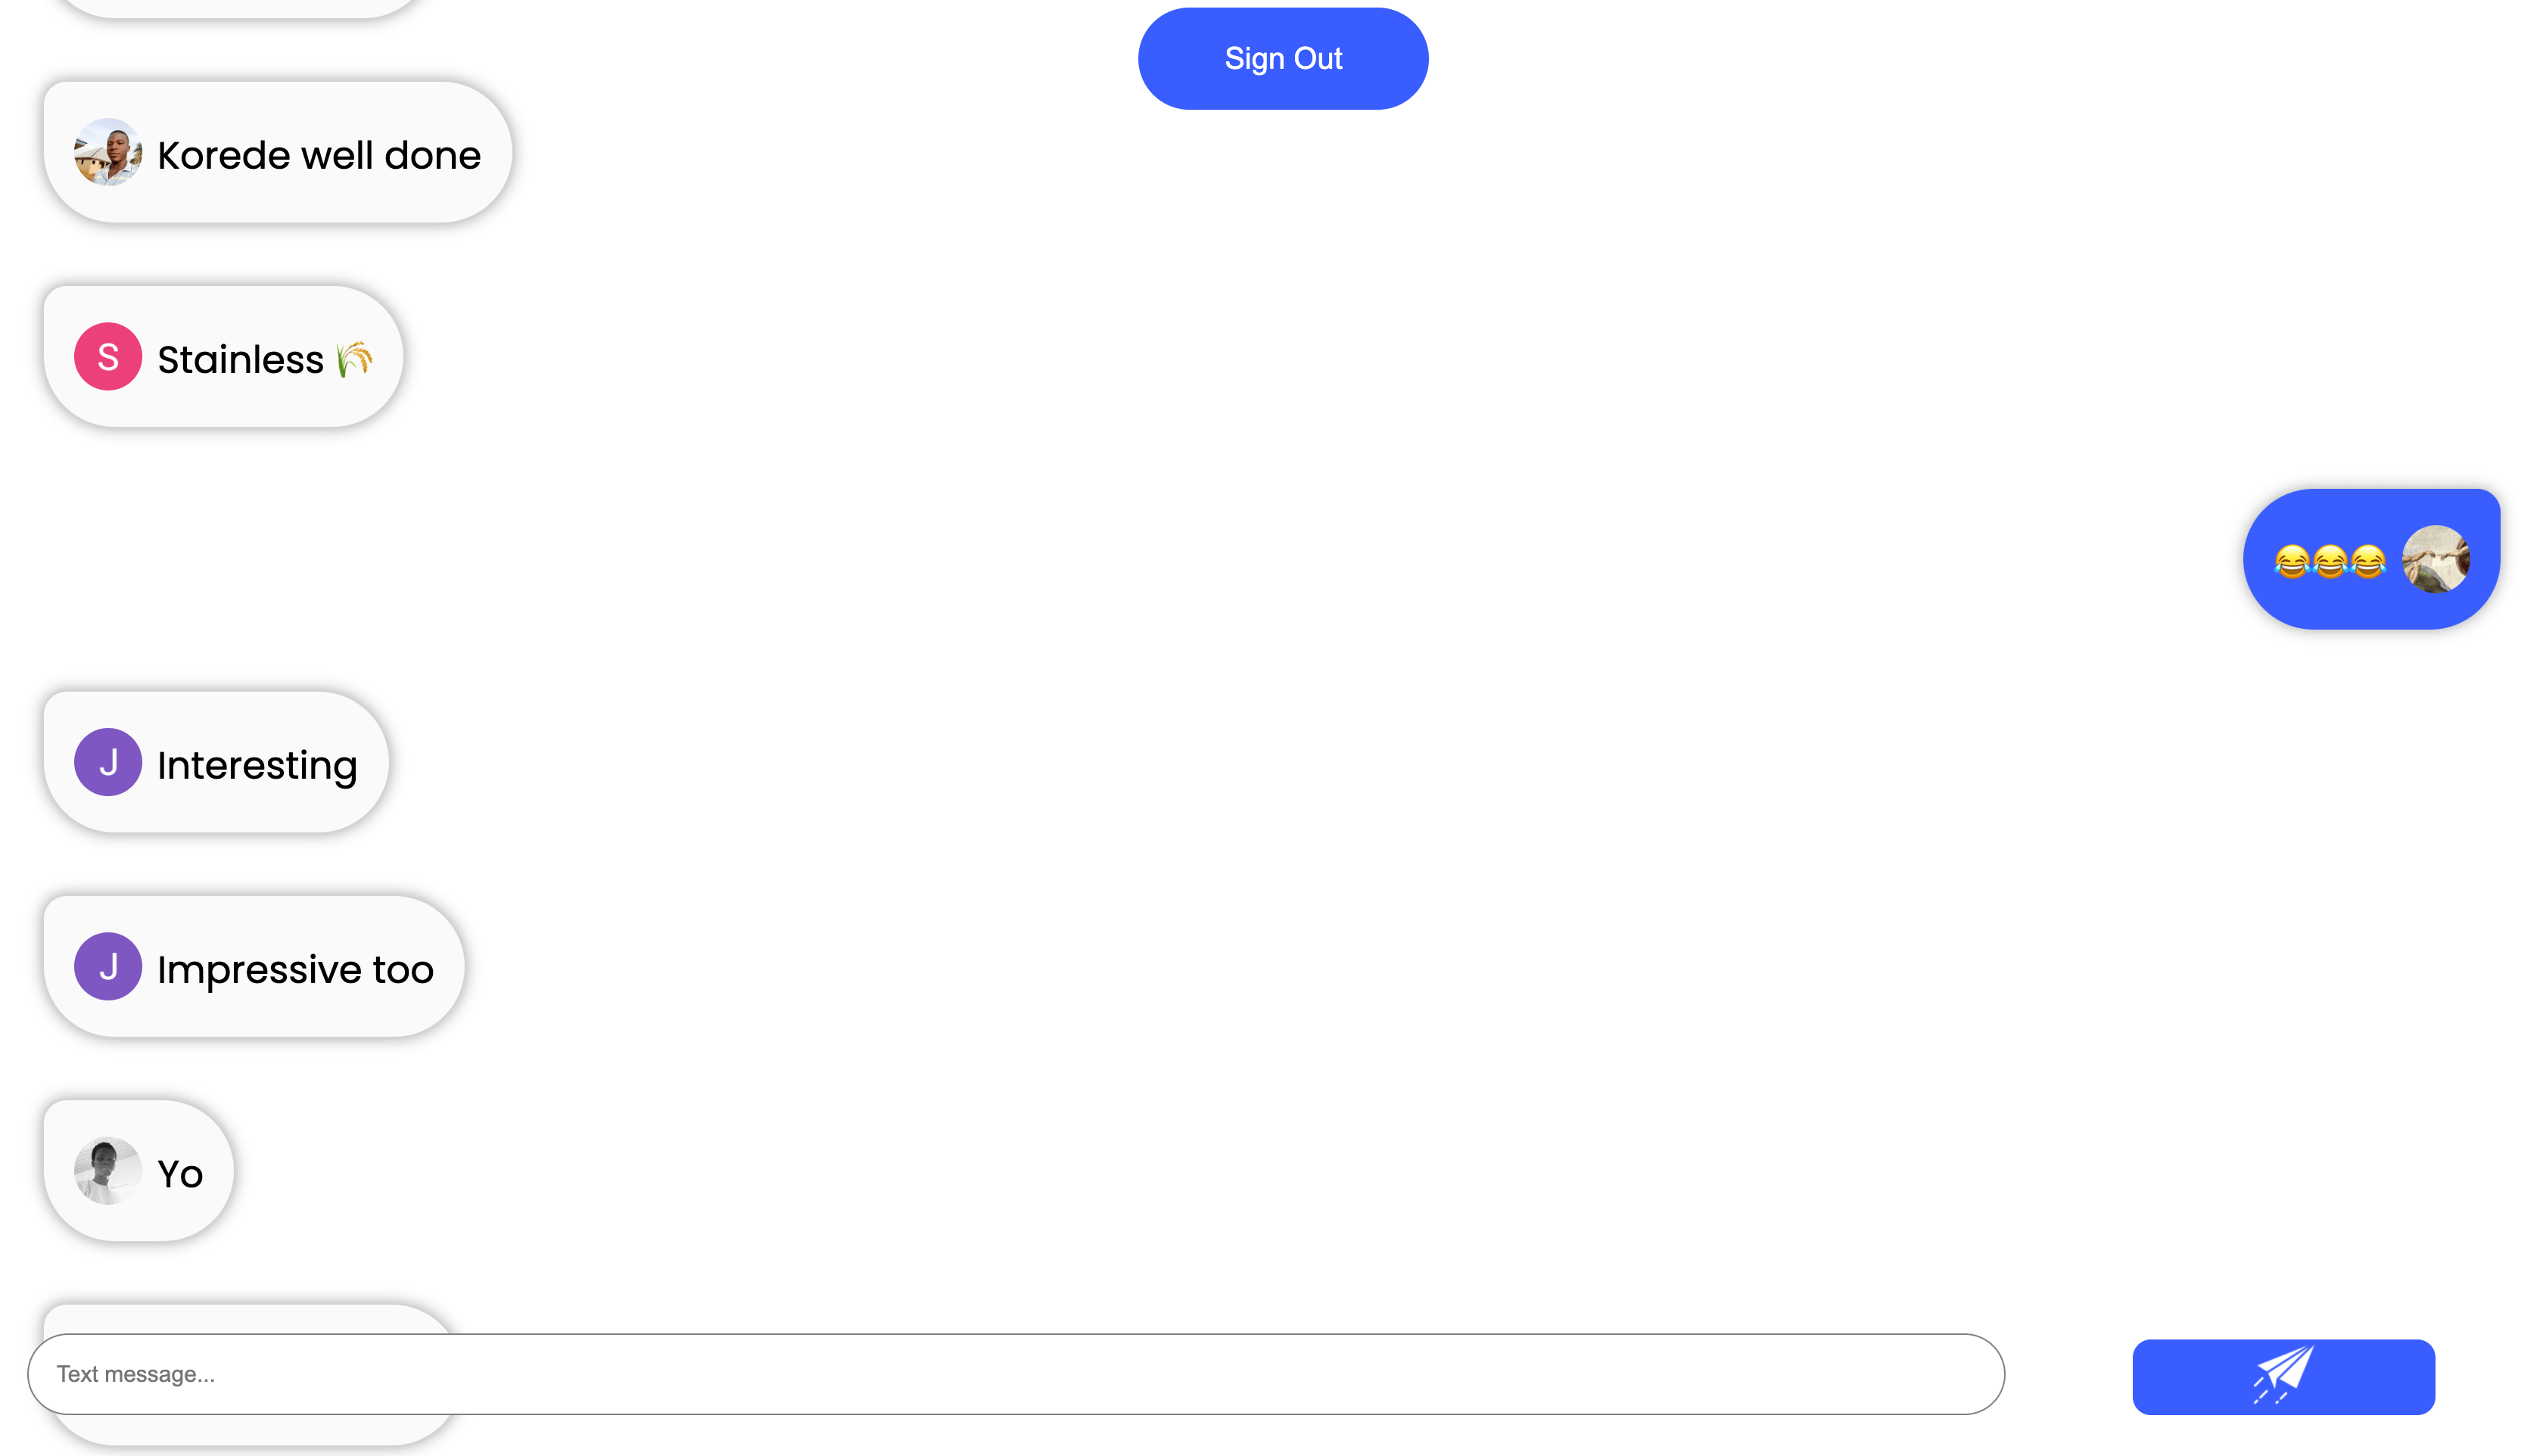 Sign Out
Korede well done
S
Stainless 🌾
😂😂😂
J
Interesting
J
Impressive too
Yo
Text message...